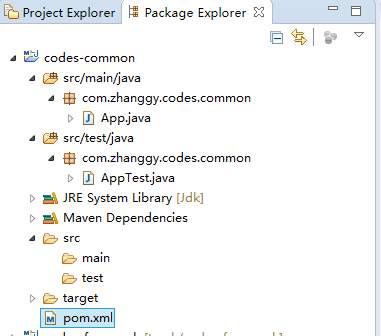 Project Explorer Package Explorer
codes-common
src/main/java
com.zhanggy.codes.common
App.java
src/test/java
com.zhanggy.codes.common
AppTest.java
JRE System Library [Jdk]
Maven Dependencies
src
main
test
target
pom.xml